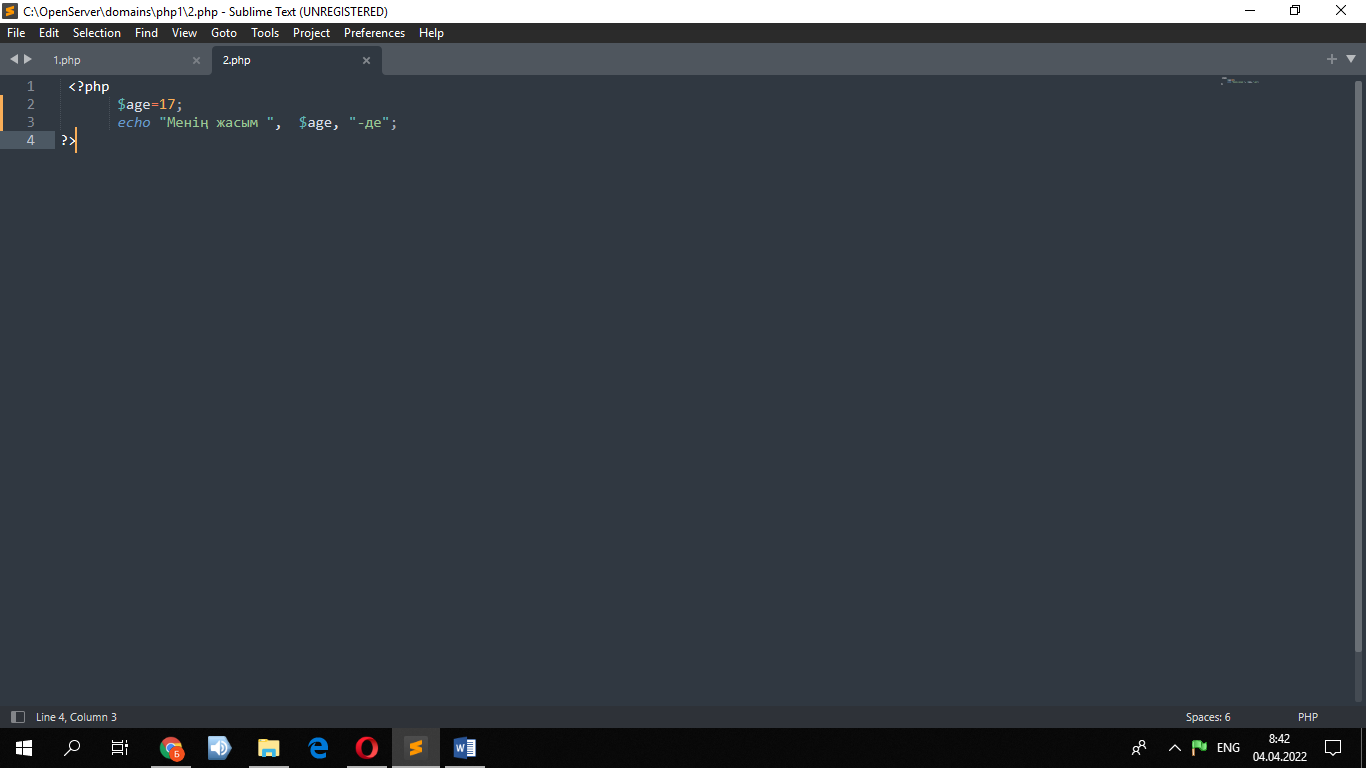 C:\OpenServer\domains\php1\2.php - Sublime Text (UNREGISTERED)
File Edit Selection Find View Goto Tools Project Preferences Help
1.php 2.php
1 <?php
2 $age=17;
3 echo "Менің жасым ",  $age, "-де";
4 ?>
Line 4, Column 3 Spaces: 6 PHP
6
ENG 8:42
04.04.2022